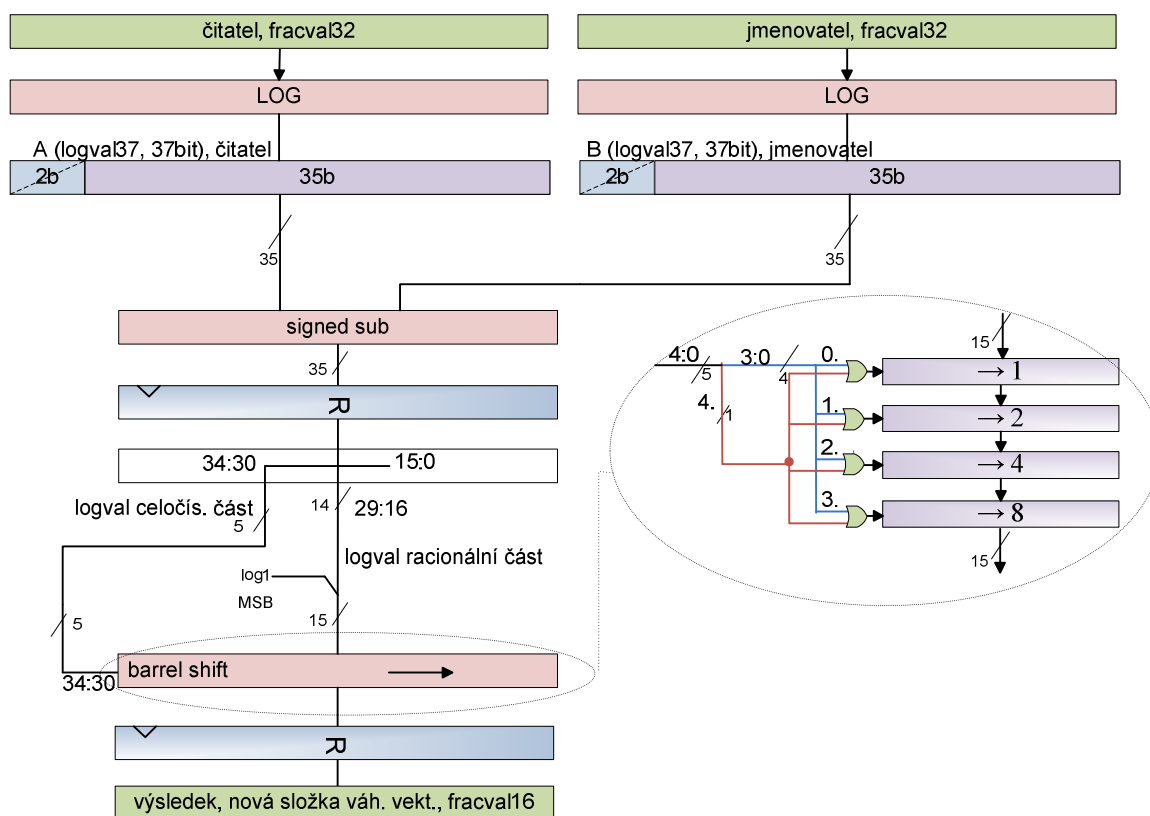 čitatel, fracval32
jmenovatel, fracval32
LOG
LOG
A (logval37, 37bit), čitatel
B (logval37, 37bit), jmenovatel
2b
35b
2b
35b
35
35
signed sub
35
R
34:30
15:0
logval celočís. část
5
14
29:16
logval racionální část
log1
MSB
15
5
34:30
barrel shift
R
výsledek, nová složka váh. vekt., fracval16
15
4:0
5
3:0
4
0.
→ 1
4.
1
1.
→ 2
2.
→ 4
3.
→ 8
15